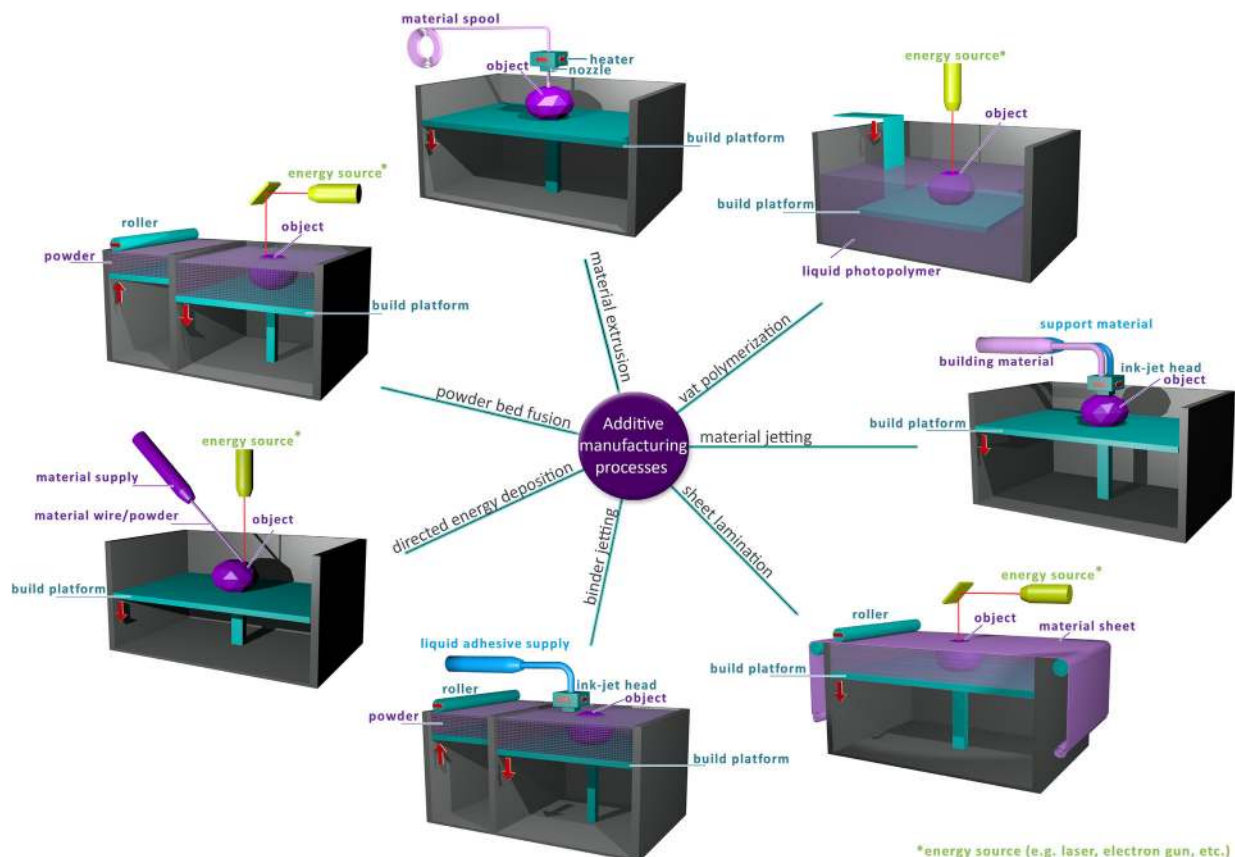 material spool
heater
nozzle
object
build platform
energy source*
object
build platform
liquid photopolymer
energy source*
roller
object
powder
build platform
support material
building material
ink-jet head
object
build platform
material extrusion
vat polymerization
powder bed fusion
material jetting
Additive
manufacturing
processes
directed energy deposition
binder jetting
sheet lamination
energy source*
material supply
material wire/powder
object
build platform
liquid adhesive supply
roller
ink-jet head
object
powder
build platform
energy source*
roller
object
material sheet
build platform
*energy source (e.g. laser, electron gun, etc.)